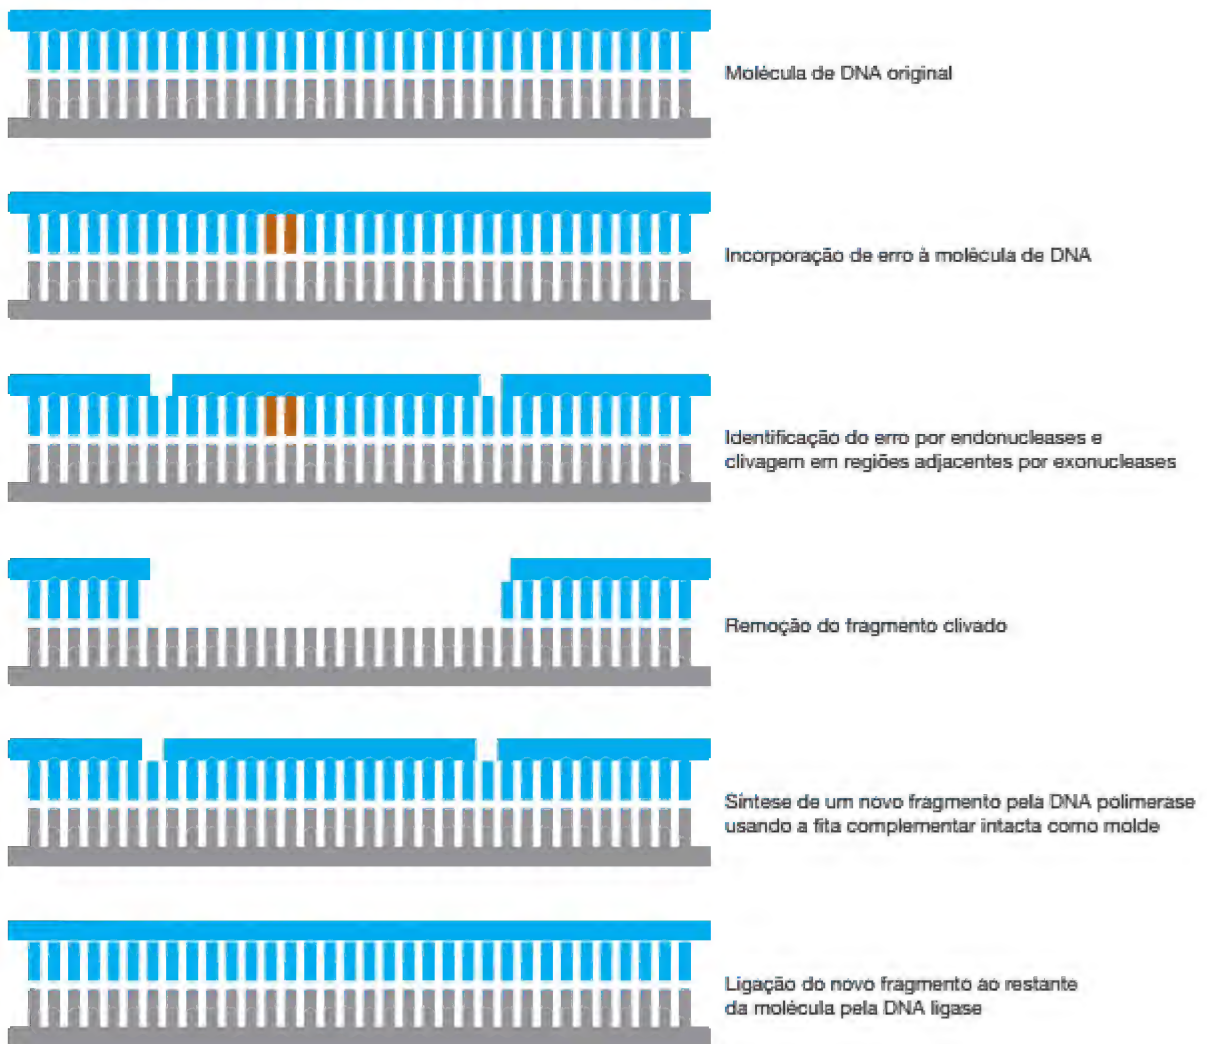 Molécula de DNA original
Incorporação de erro à molécula de DNA
Identificação do erro por endonucleases e
clivagem em regiões adjacentes por exonucleases
Remoção do fragmento clivado
Síntese de um novo fragmento pela DNA polimerase
usando a fita complementar intacta como molde
Ligação do novo fragmento ao restante
da molécula pela DNA ligase